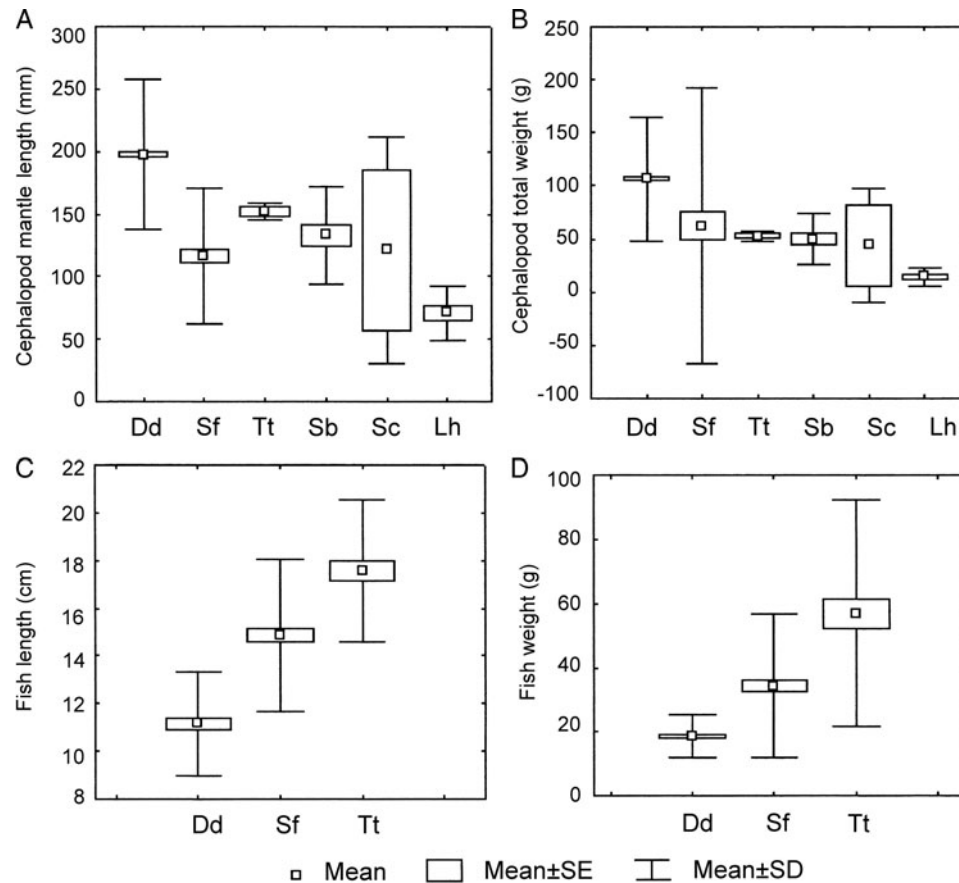 A
Cephalopod mantle length (mm)
300
250
200
150
100
50
0
Dd Sf Tt Sb Sc Lh
B
Cephalopod total weight (g)
250
200
150
100
50
0
-50
-100
Dd Sf Tt Sb Sc Lh
C
Fish length (cm)
22
20
18
16
14
12
11
8
Dd Sf Tt
D
Fish weight (g)
100
80
60
40
20
0
Dd Sf Tt
Mean Mean±SE Mean±SD